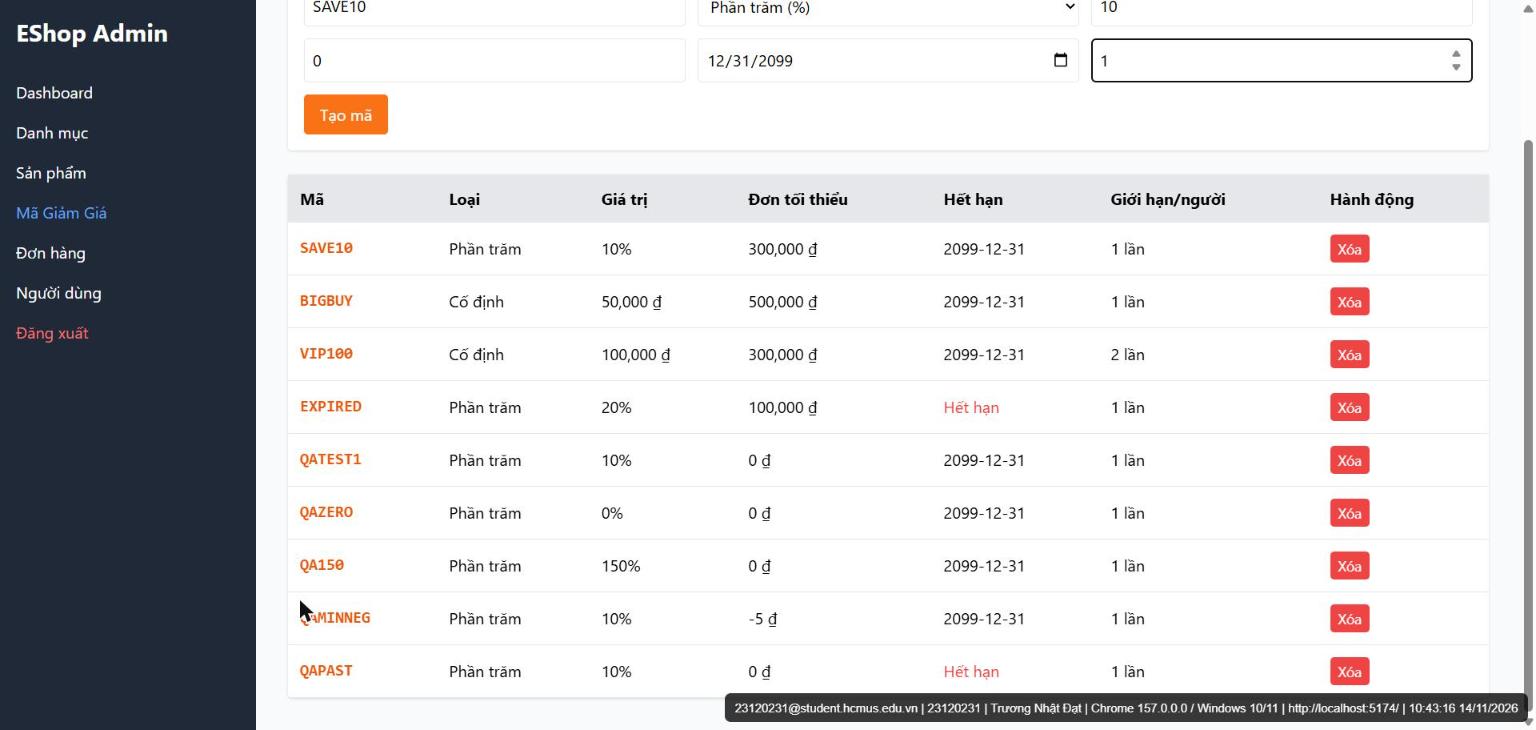 EShop Admin
Dashboard
Danh mục
Sản phẩm
Mã Giảm Giá
Đơn hàng
Người dùng
Đăng xuất
SAVE10 Phần trăm (%) 10
0 12/31/2099 1
Tạo mã
Mã Loại Giá trị Đơn tối thiểu Hết hạn Giới hạn/người Hành động
SAVE10 Phần trăm 10% 300,000 ₫ 2099-12-31 1 lần Xóa
BIGBUY Cố định 50,000 ₫ 500,000 ₫ 2099-12-31 1 lần Xóa
VIP100 Cố định 100,000 ₫ 300,000 ₫ 2099-12-31 2 lần Xóa
EXPIRED Phần trăm 20% 100,000 ₫ Hết hạn 1 lần Xóa
QATEST1 Phần trăm 10% 0 ₫ 2099-12-31 1 lần Xóa
QAZERO Phần trăm 0% 0 ₫ 2099-12-31 1 lần Xóa
QA150 Phần trăm 150% 0 ₫ 2099-12-31 1 lần Xóa
QAMINNEG Phần trăm 10% -5 ₫ 2099-12-31 1 lần Xóa
QAPAST Phần trăm 10% 0 ₫ Hết hạn 1 lần Xóa
23120231@student.hcmus.edu.vn | 23120231 | Trương Nhật Đạt | Chrome 157.0.0.0 / Windows 10/11 | http://localhost:5174/ | 10:43:16 14/11/2026